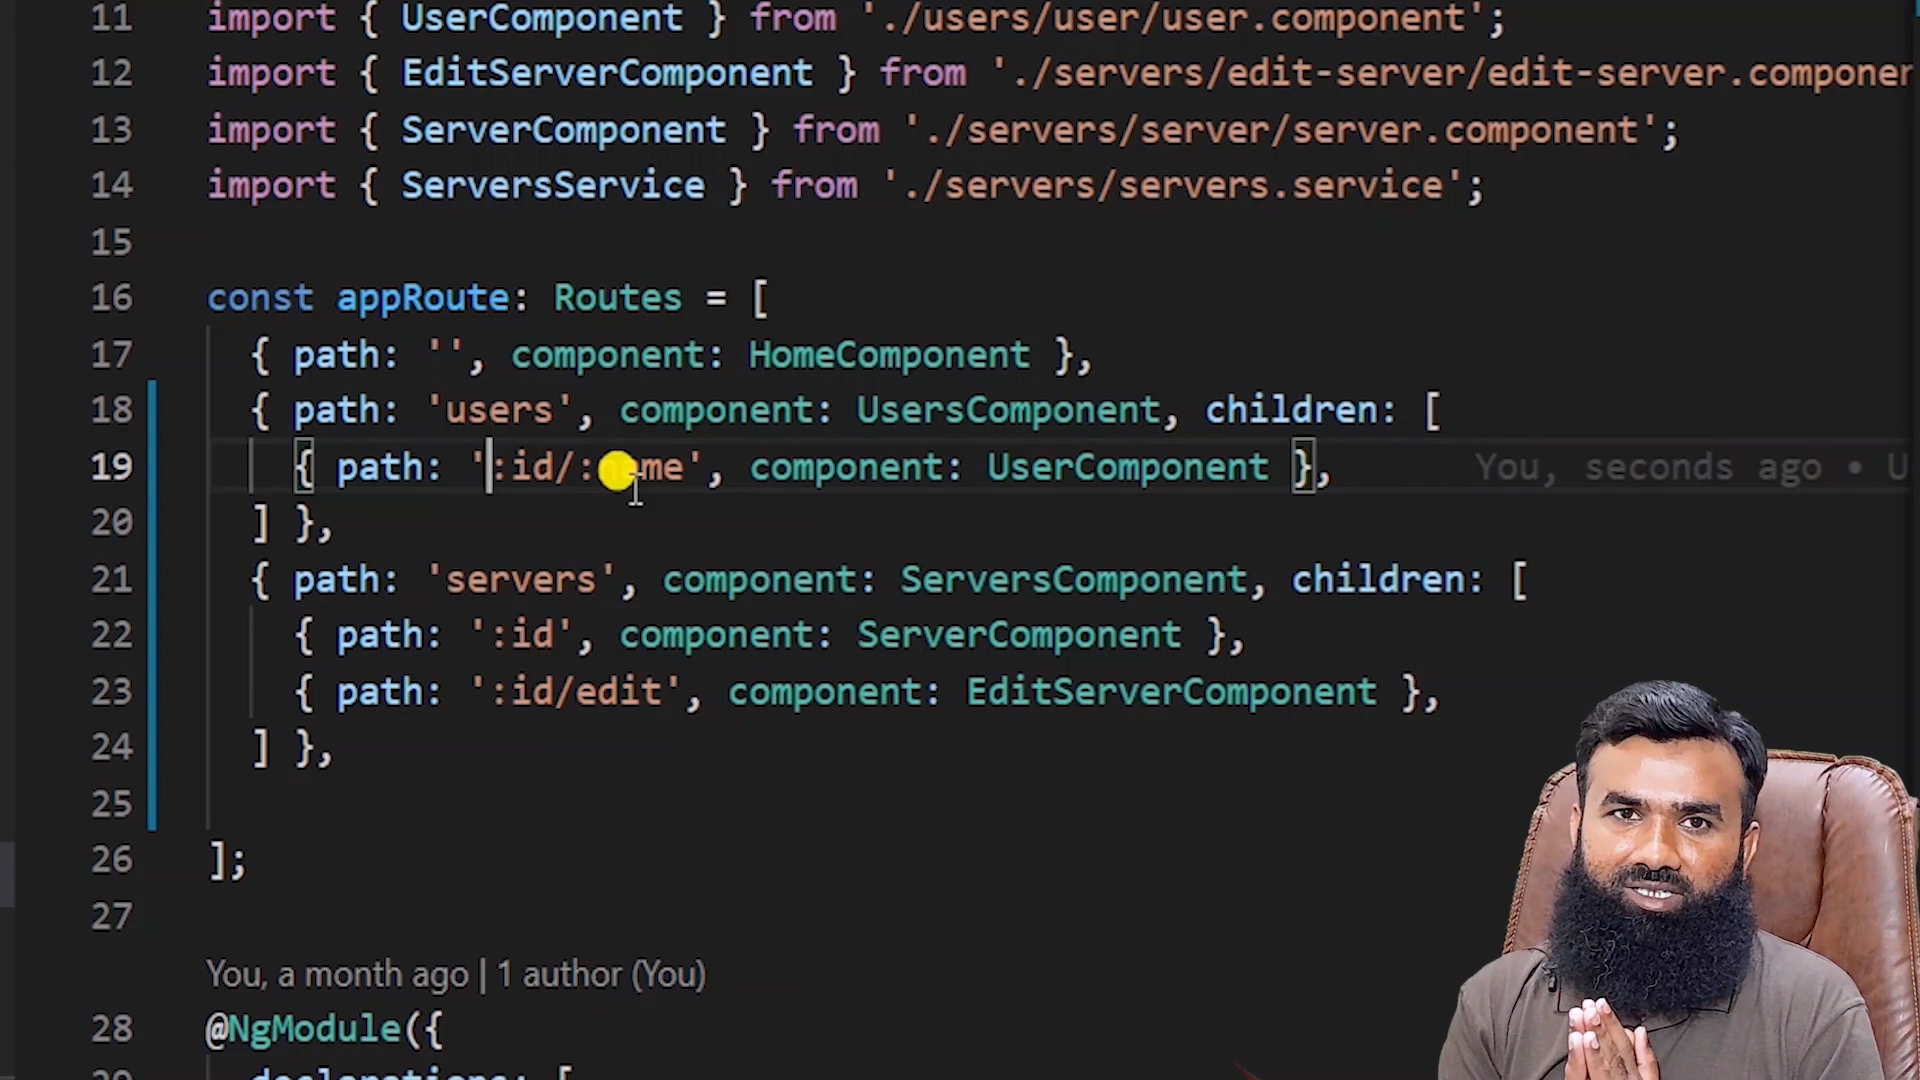 11 import { UserComponent } from './users/user/user.component';
12 import { EditServerComponent } from './servers/edit-server/edit-server.componen
13 import { ServerComponent } from './servers/server/server.component';
14 import { ServersService } from './servers/servers.service';
15
16 const appRoute: Routes = [
17 { path: '', component: HomeComponent },
18 { path: 'users', component: UsersComponent, children: [
19 { path: ':id/:name', component: UserComponent }, You, seconds ago • U
20 ] },
21 { path: 'servers', component: ServersComponent, children: [
22 { path: ':id', component: ServerComponent },
23 { path: ':id/edit', component: EditServerComponent },
24 ] },
25
26 ];
27
You, a month ago | 1 author (You)
28 @NgModule({
29 declarations: [